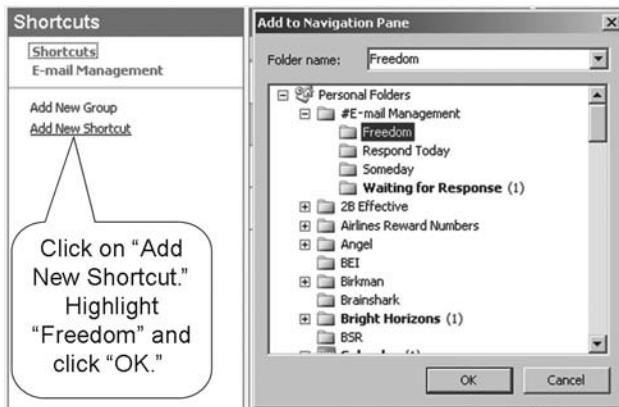 Shortcuts
Shortcuts
E-mail Management
Add New Group
Add New Shortcut
Click on “Add
New Shortcut.”
Highlight
“Freedom” and
click “OK.”
Add to Navigation Pane
Folder name: Freedom
Personal Folders
#E-mail Management
Freedom
Respond Today
Someday
Waiting for Response (1)
2B Effective
Airlines Reward Numbers
Angel
BEI
Birkman
Brainshark
Bright Horizons (1)
BSR
OK Cancel